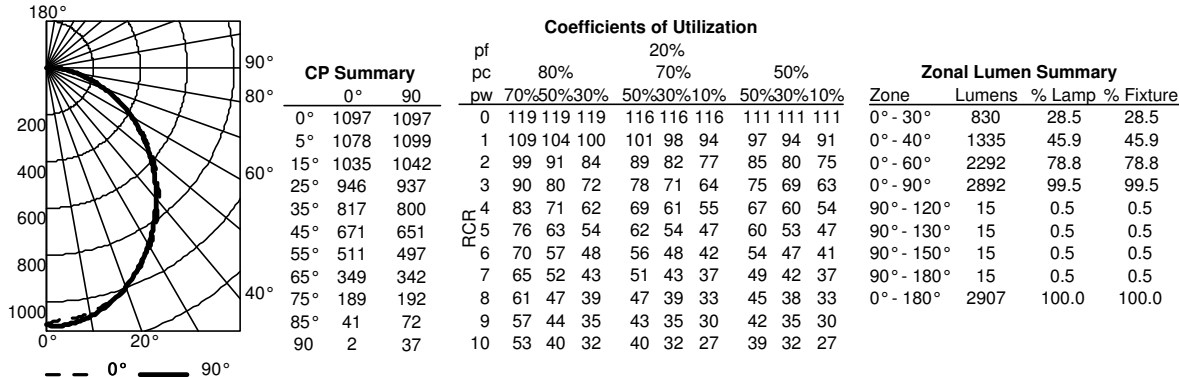 180°
90°
80°
60°
40°
200
400
600
800
1000
0° 20°
0° 90°
CP Summary
0° 90
0° 1097 1097
5° 1078 1099
15° 1035 1042
25° 946 937
35° 817 800
45° 671 651
55° 511 497
65° 349 342
75° 189 192
85° 41 72
90 2 37
Coefficients of Utilization
pf 20%
pc 80% 70% 50%
pw 70%50%30% 50%30%10% 50%30%10%
RCR
0 119 119 119 116 116 116 111 111 111
1 109 104 100 101 98 94 97 94 91
2 99 91 84 89 82 77 85 80 75
3 90 80 72 78 71 64 75 69 63
4 83 71 62 69 61 55 67 60 54
5 76 63 54 62 54 47 60 53 47
6 70 57 48 56 48 42 54 47 41
7 65 52 43 51 43 37 49 42 37
8 61 47 39 47 39 33 45 38 33
9 57 44 35 43 35 30 42 35 30
10 53 40 32 40 32 27 39 32 27
Zonal Lumen Summary
Zone Lumens % Lamp % Fixture
0° - 30° 830 28.5 28.5
0° - 40° 1335 45.9 45.9
0° - 60° 2292 78.8 78.8
0° - 90° 2892 99.5 99.5
90° - 120° 15 0.5 0.5
90° - 130° 15 0.5 0.5
90° - 150° 15 0.5 0.5
90° - 180° 15 0.5 0.5
0° - 180° 2907 100.0 100.0